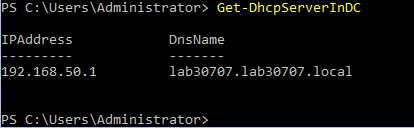 PS C:\Users\Administrator> Get-DhcpServerInDC
IPAddress DnsName
--------- -------
192.168.50.1 lab30707.lab30707.local
PS C:\Users\Administrator>